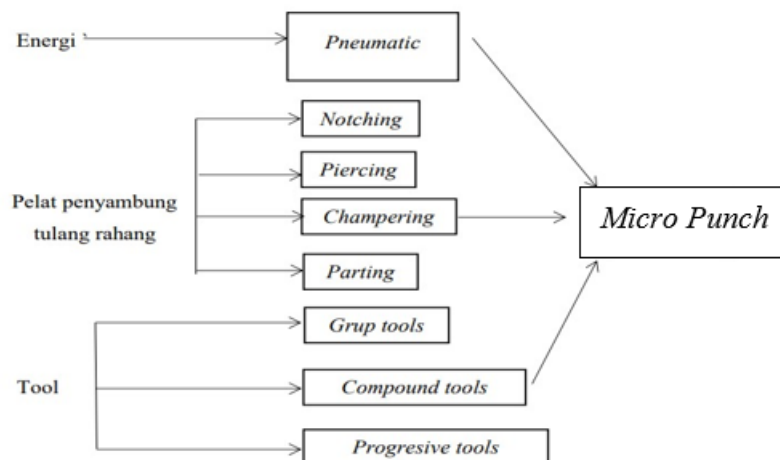 Energi
Pneumatic
Notching
Piercing
Pelat penyambung
tulang rahang
Champering
Micro Punch
Parting
Grup tools
Tool
Compound tools
Progresive tools